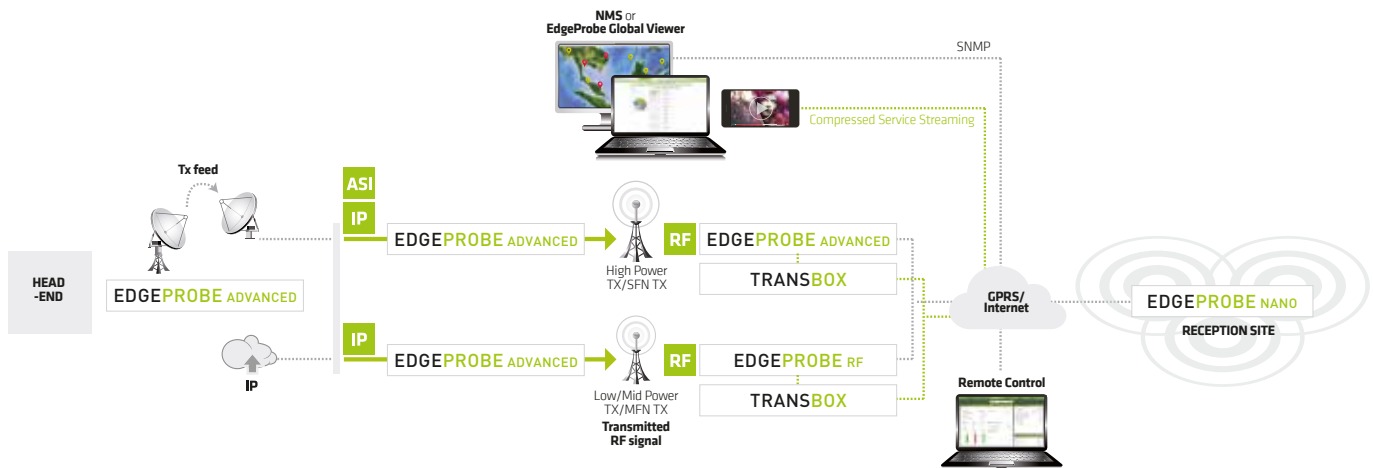 NMS or
EdgeProbe Global Viewer
SNMP
Compressed Service Streaming
Tx feed
ASI
IP
EDGEPROBE ADVANCED
RF
EDGEPROBE ADVANCED
High Power
TX/SFN TX
TRANSBOX
HEAD
-END
EDGEPROBE ADVANCED
GPRS/
Internet
EDGEPROBE NANO
RECEPTION SITE
IP
IP
EDGEPROBE ADVANCED
RF
EDGEPROBE RF
Low/Mid Power
TX/MFN TX
Transmitted
RF signal
TRANSBOX
Remote Control